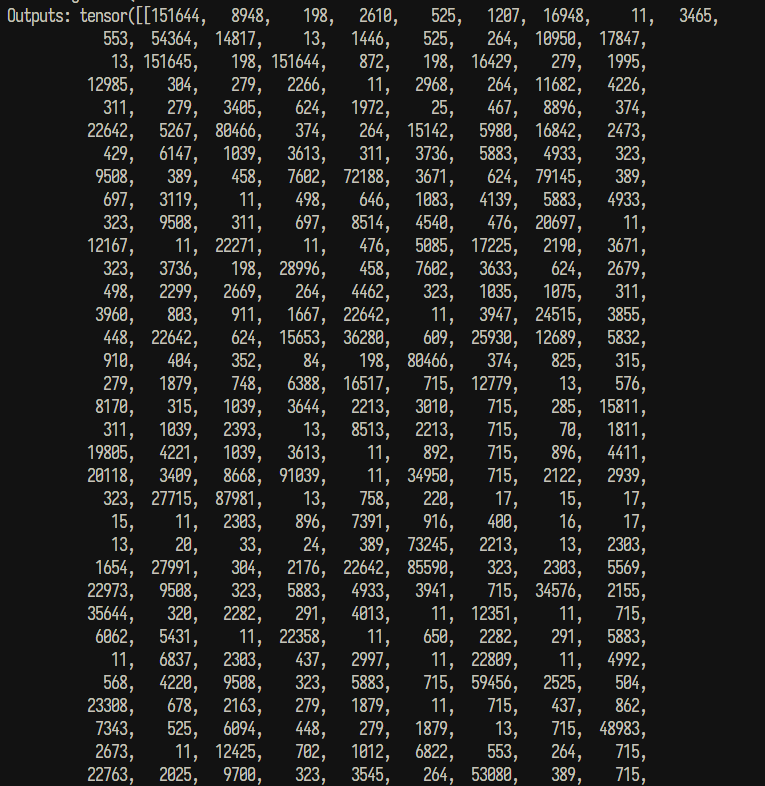 Outputs: tensor([[151644, 8948, 198, 2610, 525, 1207, 16948, 11, 3465,
553, 54364, 14817, 13, 1446, 525, 264, 10950, 17847,
13, 151645, 198, 151644, 872, 198, 16429, 279, 1995,
12985, 304, 279, 2266, 11, 2968, 264, 11682, 4226,
311, 279, 3405, 624, 1972, 25, 467, 8896, 374,
22642, 5267, 80466, 374, 264, 15142, 5980, 16842, 2473,
429, 6147, 1039, 3613, 311, 3736, 5883, 4933, 323,
9508, 389, 458, 7602, 72188, 3671, 624, 79145, 389,
697, 3119, 11, 498, 646, 1083, 4139, 5883, 4933,
323, 9508, 311, 697, 8514, 4540, 476, 20697, 11,
12167, 11, 22271, 11, 476, 5085, 17225, 2190, 3671,
323, 3736, 198, 28996, 458, 7602, 3633, 624, 2679,
498, 2299, 2669, 264, 4462, 323, 1035, 1075, 311,
3960, 803, 911, 1667, 22642, 11, 3947, 24515, 3855,
448, 22642, 624, 15653, 36280, 609, 25930, 12689, 5832,
910, 404, 352, 84, 198, 80466, 374, 825, 315,
279, 1879, 748, 6388, 16517, 715, 12779, 13, 576,
8170, 315, 1039, 3644, 2213, 3010, 715, 285, 15811,
311, 1039, 2393, 13, 8513, 2213, 715, 70, 1811,
19805, 4221, 1039, 3613, 11, 892, 715, 896, 4411,
20118, 3409, 8668, 91039, 11, 34950, 715, 2122, 2939,
323, 27715, 87981, 13, 758, 220, 17, 15, 17,
15, 11, 2303, 896, 7391, 916, 400, 16, 17,
13, 20, 33, 24, 389, 73245, 2213, 13, 2303,
1654, 27991, 304, 2176, 22642, 85590, 323, 2303, 5569,
22973, 9508, 323, 5883, 4933, 3941, 715, 34576, 2155,
35644, 320, 2282, 291, 4013, 11, 12351, 11, 715,
6062, 5431, 11, 22358, 11, 650, 2282, 291, 5883,
11, 6837, 2303, 437, 2997, 11, 22809, 11, 4992,
568, 4220, 9508, 323, 5883, 715, 59456, 2525, 504,
23308, 678, 2163, 279, 1879, 11, 715, 437, 862,
7343, 525, 6094, 448, 279, 1879, 13, 715, 48983,
2673, 11, 12425, 702, 1012, 6822, 553, 264, 715,
22763, 2025, 9700, 323, 3545, 264, 53080, 389, 715,